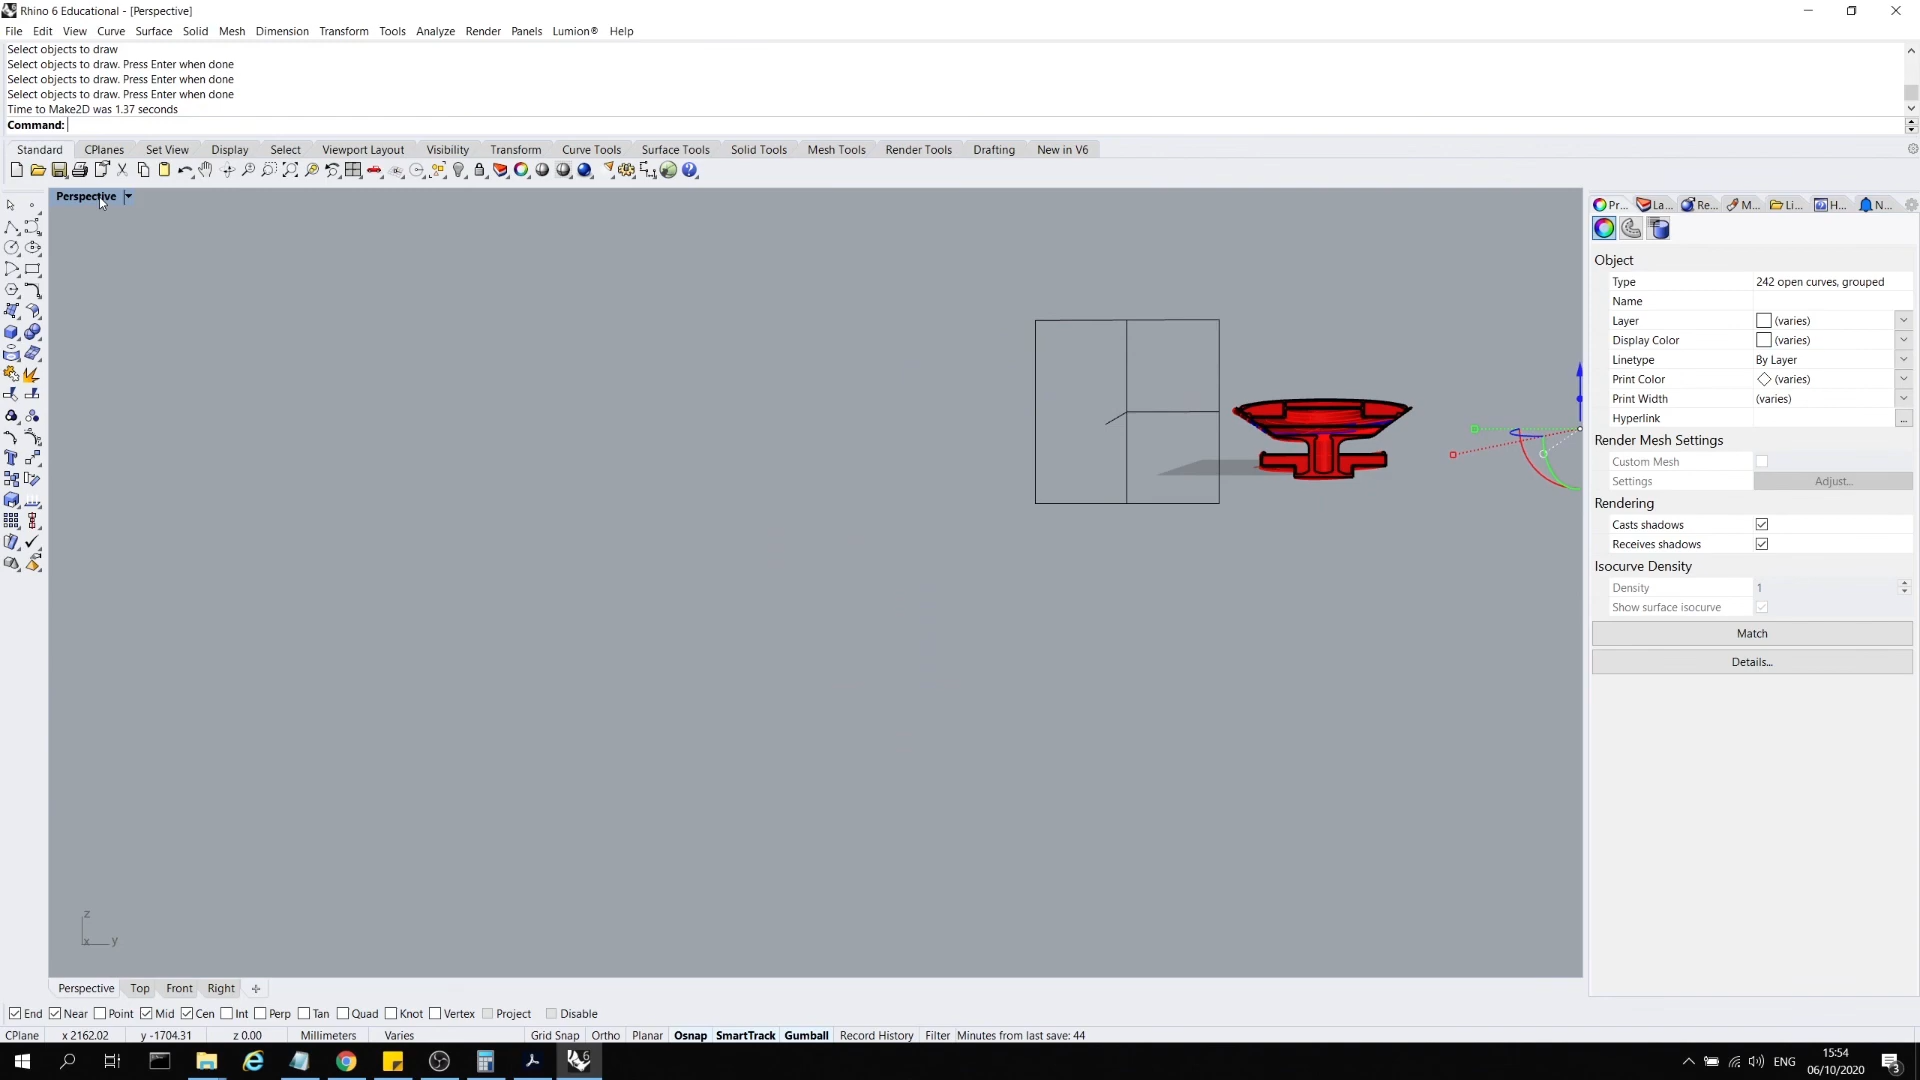 Rhino 6 Educational - [Perspective]
File Edit View Curve Surface Solid Mesh Dimension Transform Tools Analyze Render Panels Lumion® Help
Select objects to draw
Select objects to draw. Press Enter when done
Select objects to draw. Press Enter when done
Select objects to draw. Press Enter when done
Time to Make2D was 1.37 seconds
Command:
Standard CPlanes Set View Display Select Viewport Layout Visibility Transform Curve Tools Surface Tools Solid Tools Mesh Tools Render Tools Drafting New in V6
Perspective
Pr... La... Re... M... Li... H... N...
Object
Type 242 open curves, grouped
Name
Layer (varies)
Display Color (varies)
Linetype By Layer
Print Color (varies)
Print Width (varies)
Hyperlink ...
Render Mesh Settings
Custom Mesh
Settings Adjust...
Rendering
Casts shadows
Receives shadows
Isocurve Density
Density 1
Show surface isocurve
Match
Details...
z
x y
Perspective Top Front Right
End Near Point Mid Cen Int Perp Tan Quad Knot Vertex Project Disable
CPlane x 2162.02 y -1704.31 z 0.00 Millimeters Varies Grid Snap Ortho Planar Osnap SmartTrack Gumball Record History Filter Minutes from last save: 44
ENG
15:54
06/10/2020
3